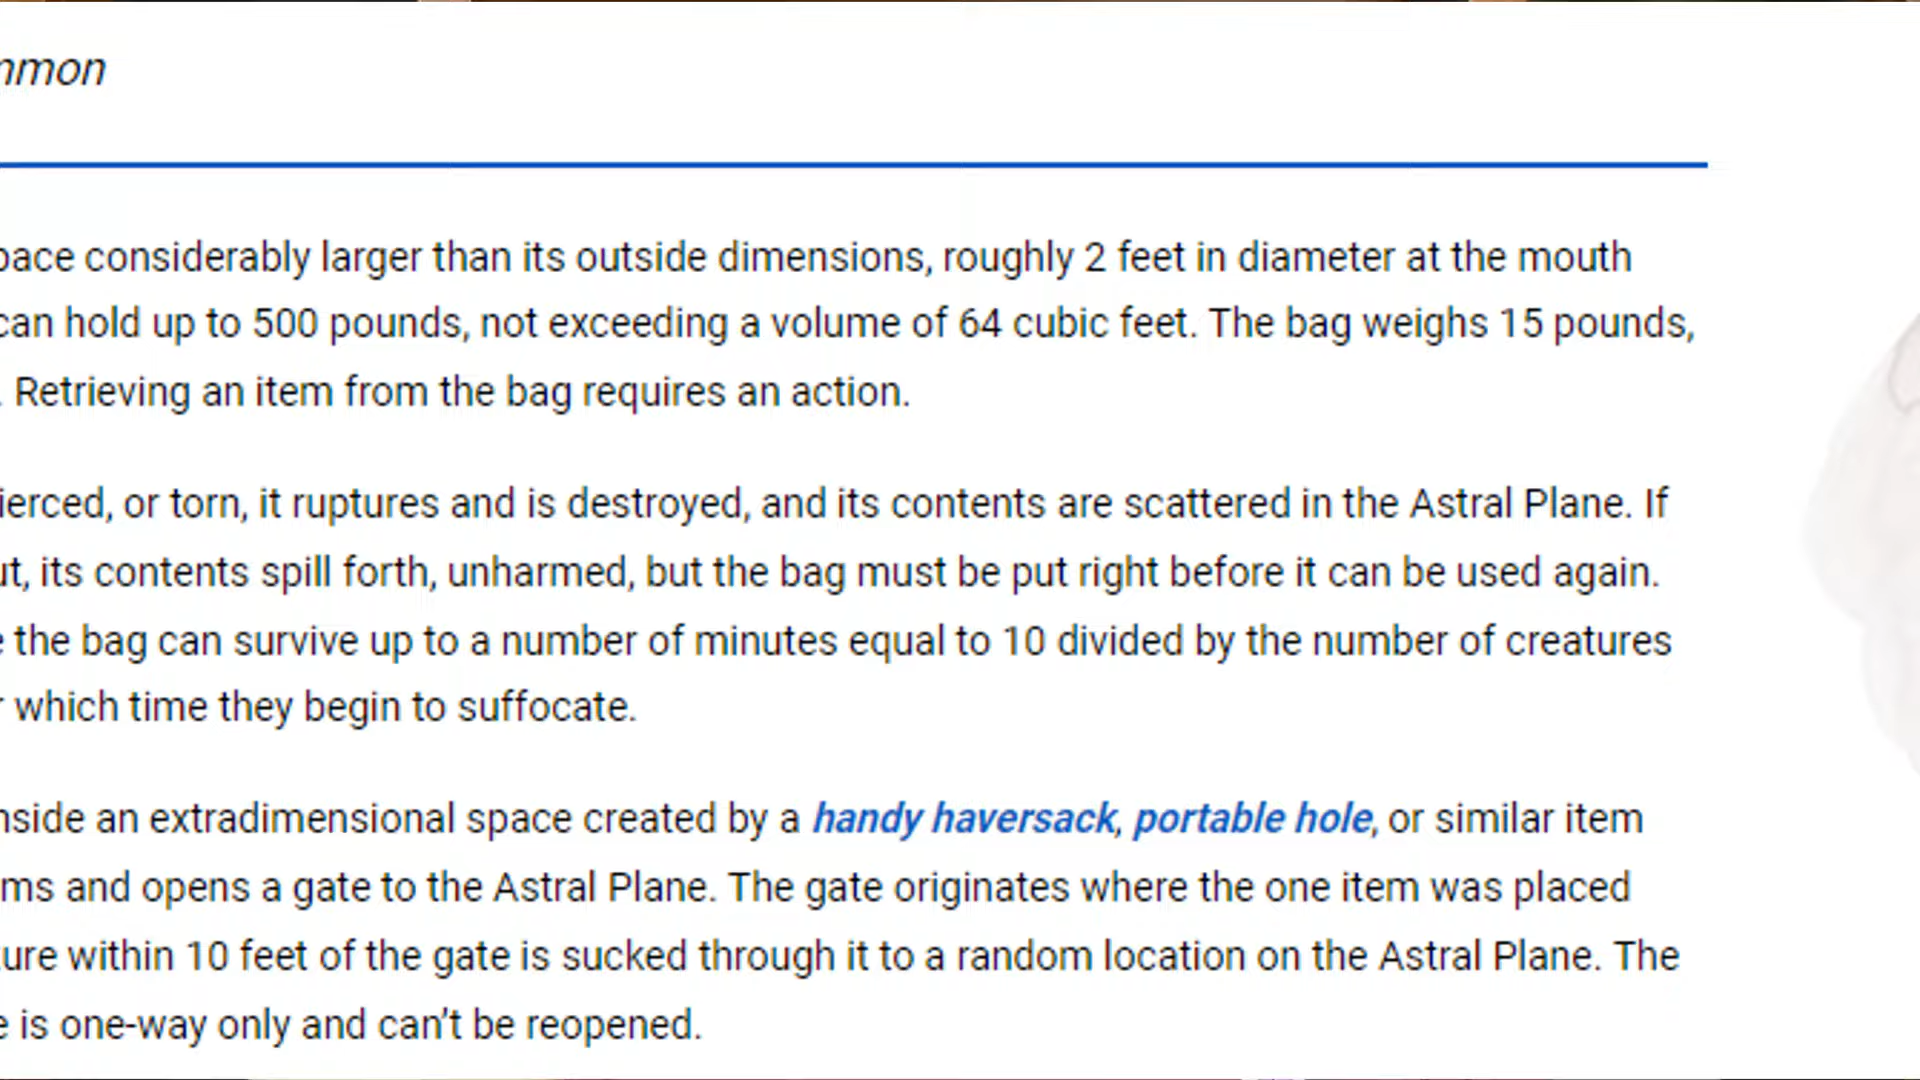 mmon
pace considerably larger than its outside dimensions, roughly 2 feet in diameter at the mouth
can hold up to 500 pounds, not exceeding a volume of 64 cubic feet. The bag weighs 15 pounds,
. Retrieving an item from the bag requires an action.
ierced, or torn, it ruptures and is destroyed, and its contents are scattered in the Astral Plane. If
ut, its contents spill forth, unharmed, but the bag must be put right before it can be used again.
e the bag can survive up to a number of minutes equal to 10 divided by the number of creatures
r which time they begin to suffocate.
nside an extradimensional space created by a handy haversack, portable hole, or similar item
ms and opens a gate to the Astral Plane. The gate originates where the one item was placed
ture within 10 feet of the gate is sucked through it to a random location on the Astral Plane. The
e is one-way only and can't be reopened.